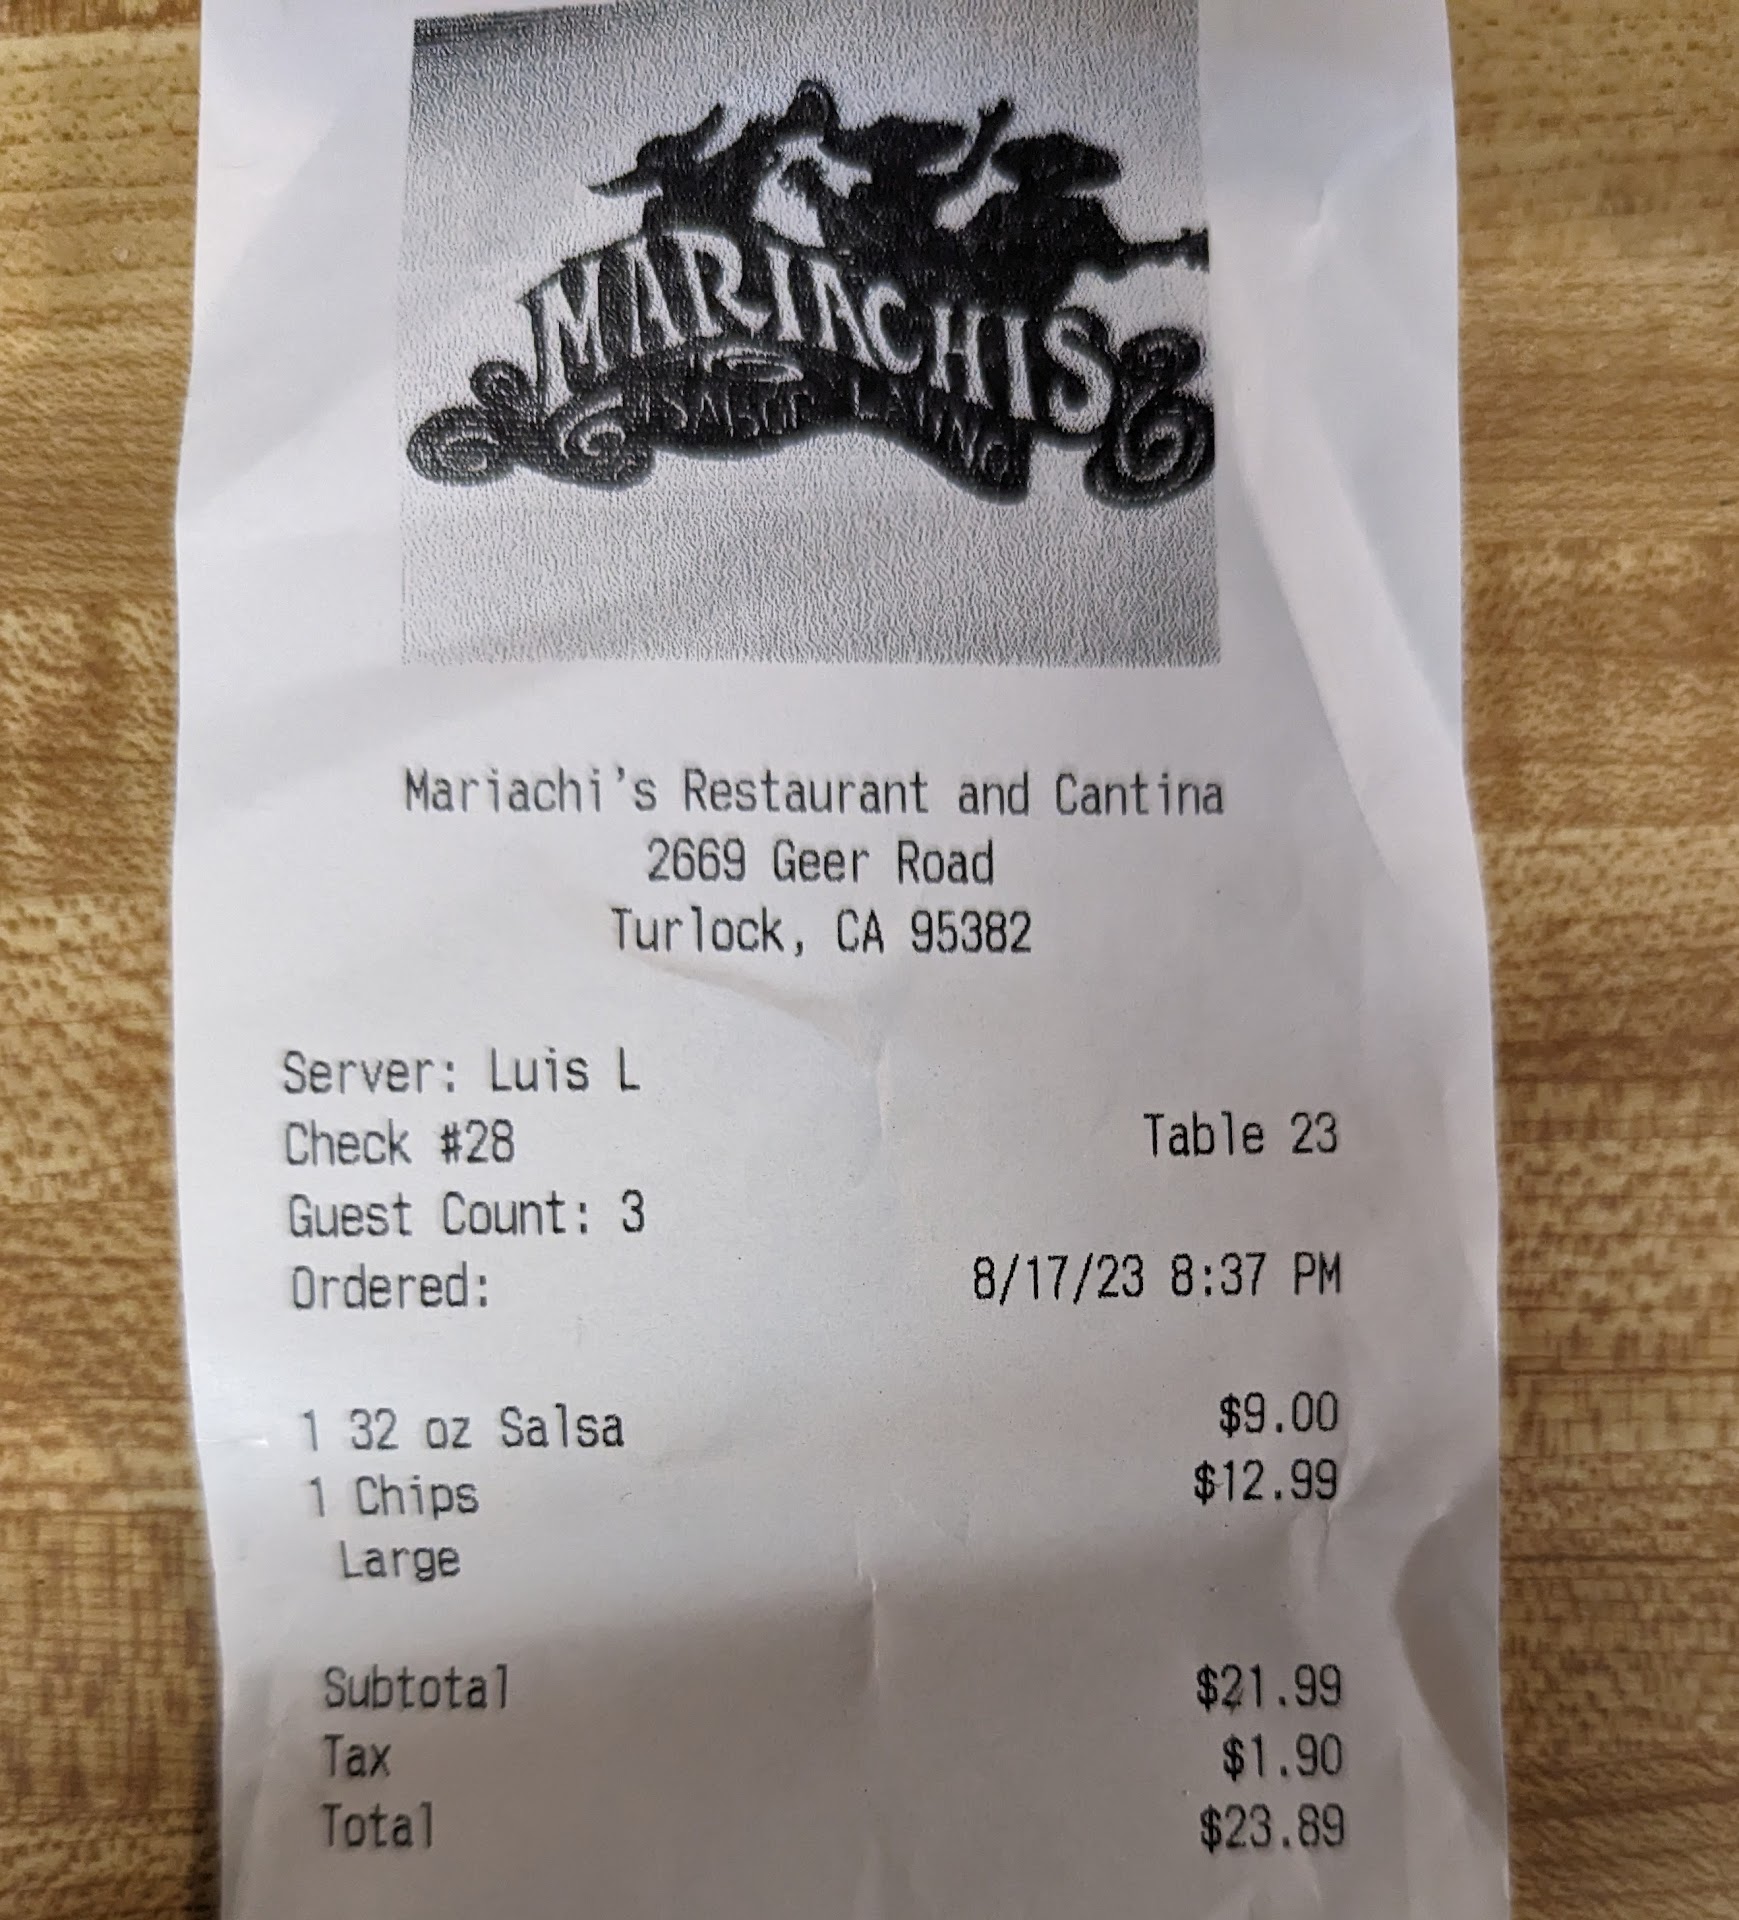 MARIACHIS
Mariachi's Restaurant and Cantina
2669 Geer Road
Turlock, CA 95382
Server: Luis L
Check #28 Table 23
Guest Count: 3
Ordered: 8/17/23 8:37 PM
1 32 oz Salsa $9.00
1 Chips $12.99
Large
Subtotal $21.99
Tax $1.90
Total $23.89